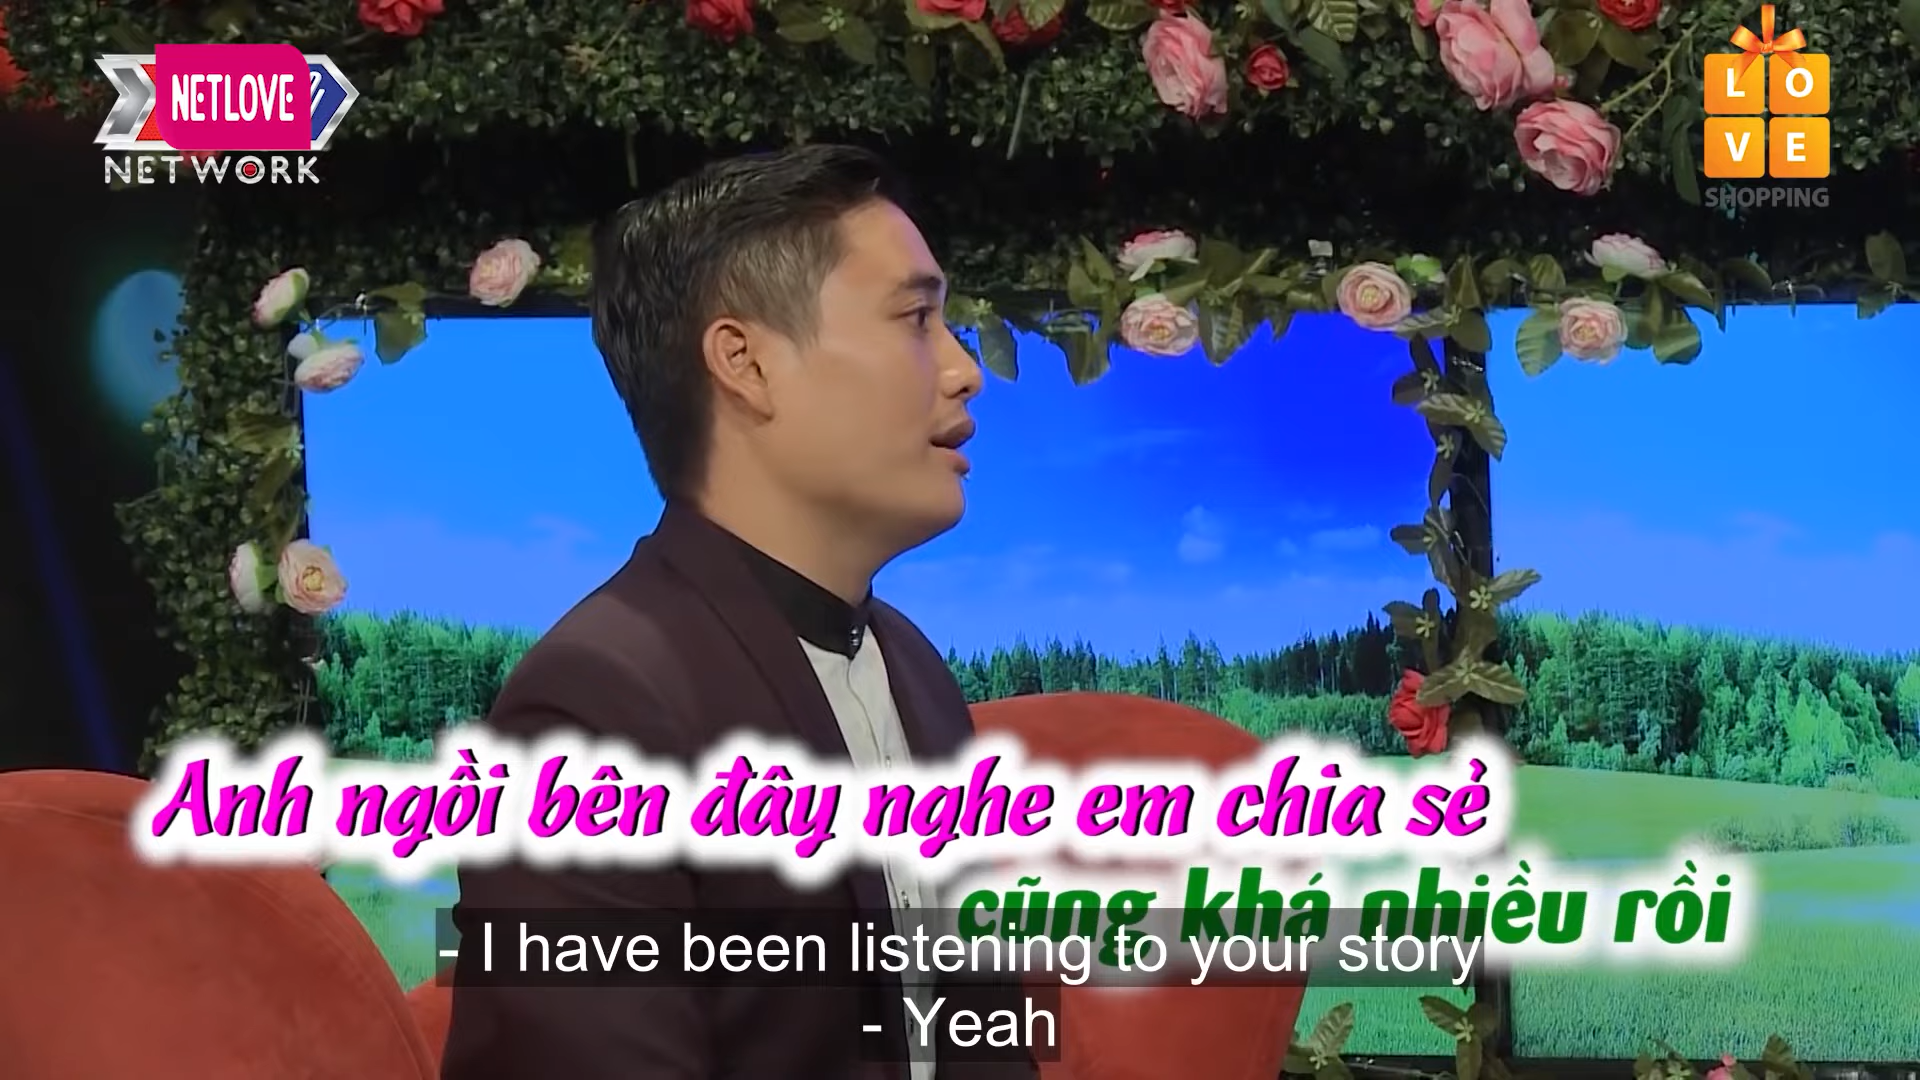 NETLOVE
NETWORK
LOVE
SHOPPING
Anh ngồi bên đây nghe em chia sẻ
cũng khá nhiều rồi
- I have been listening to your story
- Yeah